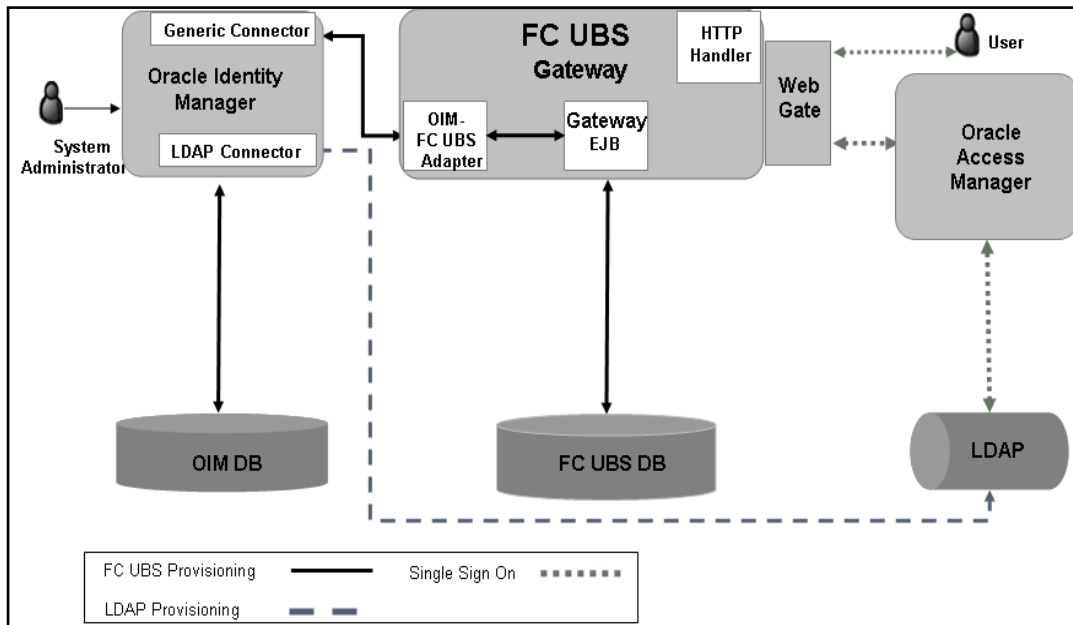 Generic Connector
Oracle Identity
Manager
LDAP Connector
System
Administrator
FC UBS
Gateway
HTTP
Handler
OIM-
FC UBS
Adapter
Gateway
EJB
Web
Gate
User
Oracle
Access
Manager
OIM DB
FC UBS DB
LDAP
FC UBS Provisioning
Single Sign On
LDAP Provisioning